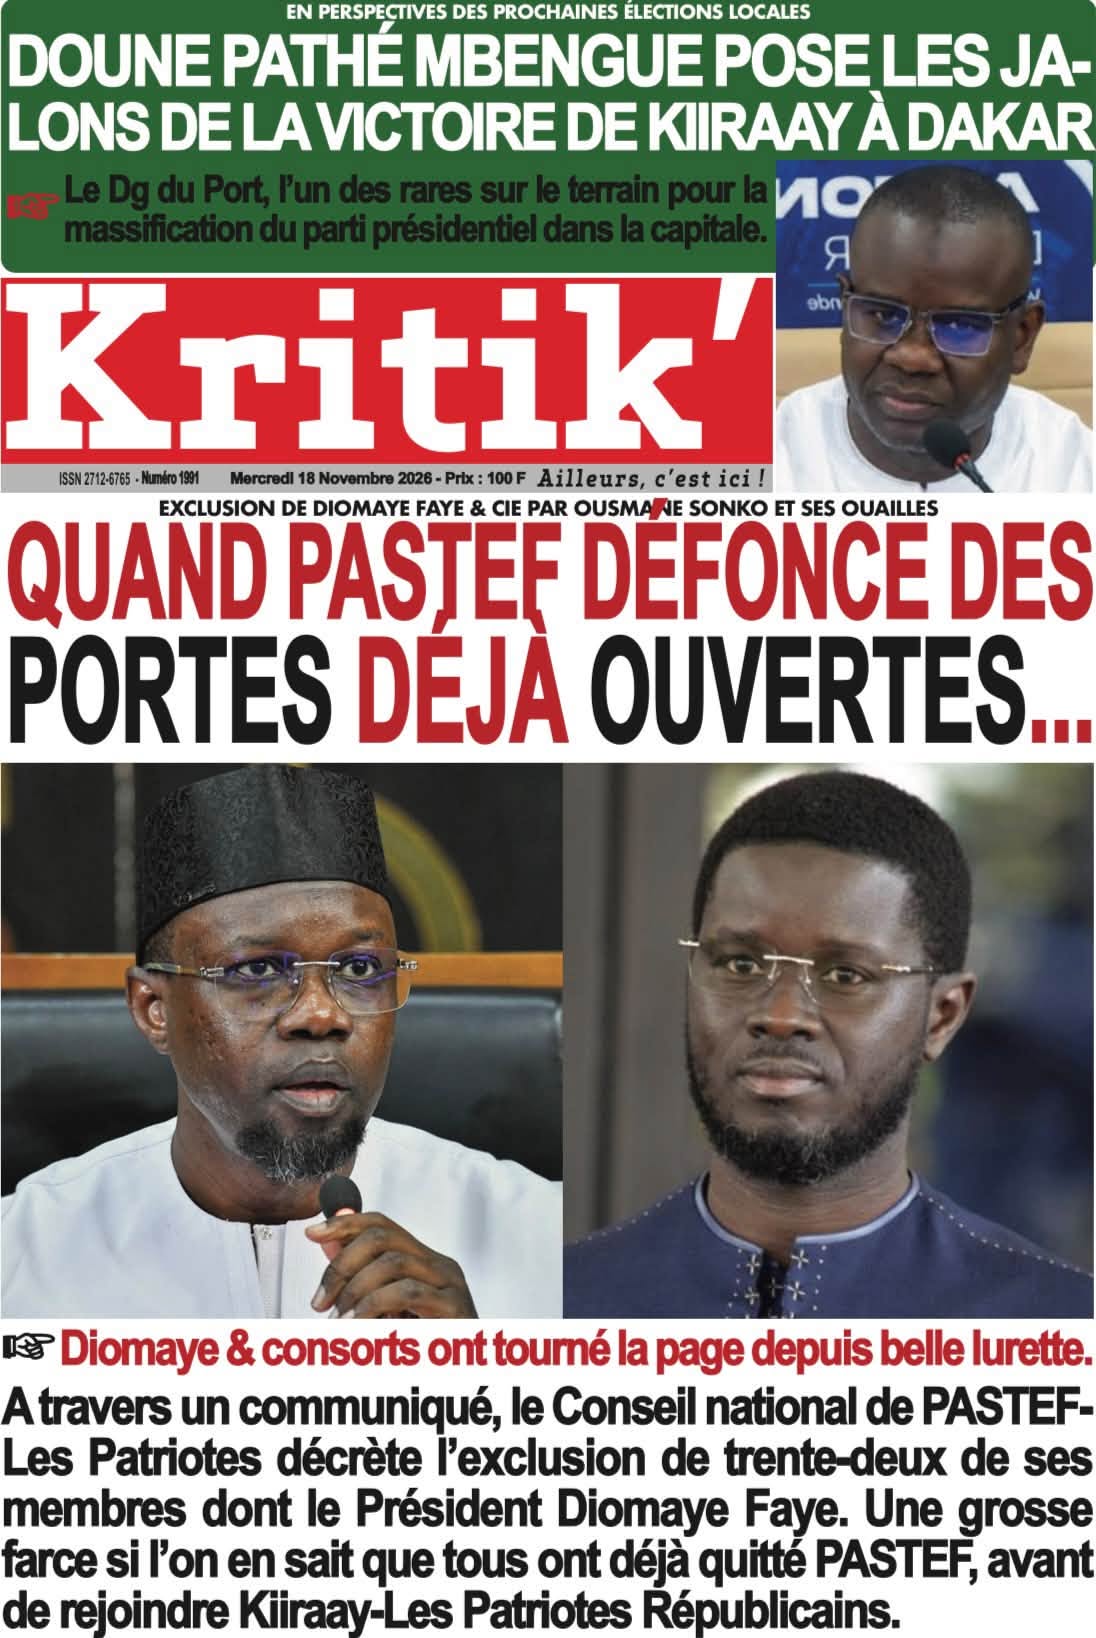 EN PERSPECTIVES DES PROCHAINES ÉLECTIONS LOCALES
DOUNE PATHÉ MBENGUE POSE LES JA-
LONS DE LA VICTOIRE DE KIIRAAY À DAKAR
Le Dg du Port, l’un des rares sur le terrain pour la
massification du parti présidentiel dans la capitale.
Kritik’
ISSN 2712-6765 - Numéro 1991 Mercredi 18 Novembre 2026 - Prix : 100 F Ailleurs, c’est ici !
EXCLUSION DE DIOMAYE FAYE & CIE PAR OUSMANE SONKO ET SES OUAILLES
QUAND PASTEF DÉFONCE DES
PORTES DÉJÀ OUVERTES...
Diomaye & consorts ont tourné la page depuis belle lurette.
A travers un communiqué, le Conseil national de PASTEF-
Les Patriotes décrète l’exclusion de trente-deux de ses
membres dont le Président Diomaye Faye. Une grosse
farce si l’on en sait que tous ont déjà quitté PASTEF, avant
de rejoindre Kiiraay-Les Patriotes Républicains.